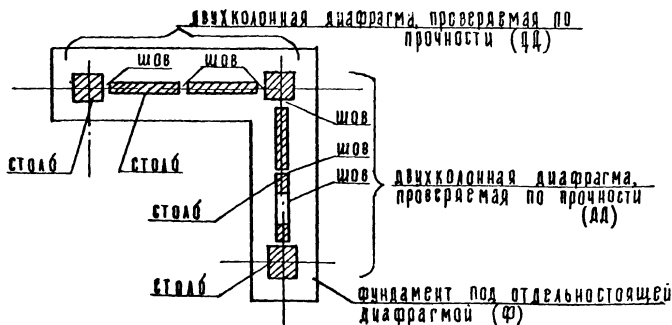 двухколонная диафрагма, проверяемая по
прочности (ДД)
шов
шов
шов
столб
столб
шов
шов
столб
двухколонная диафрагма,
проверяемая по прочности
(ДД)
столб
фундамент под отдельностоящей
диафрагмой (Ф)